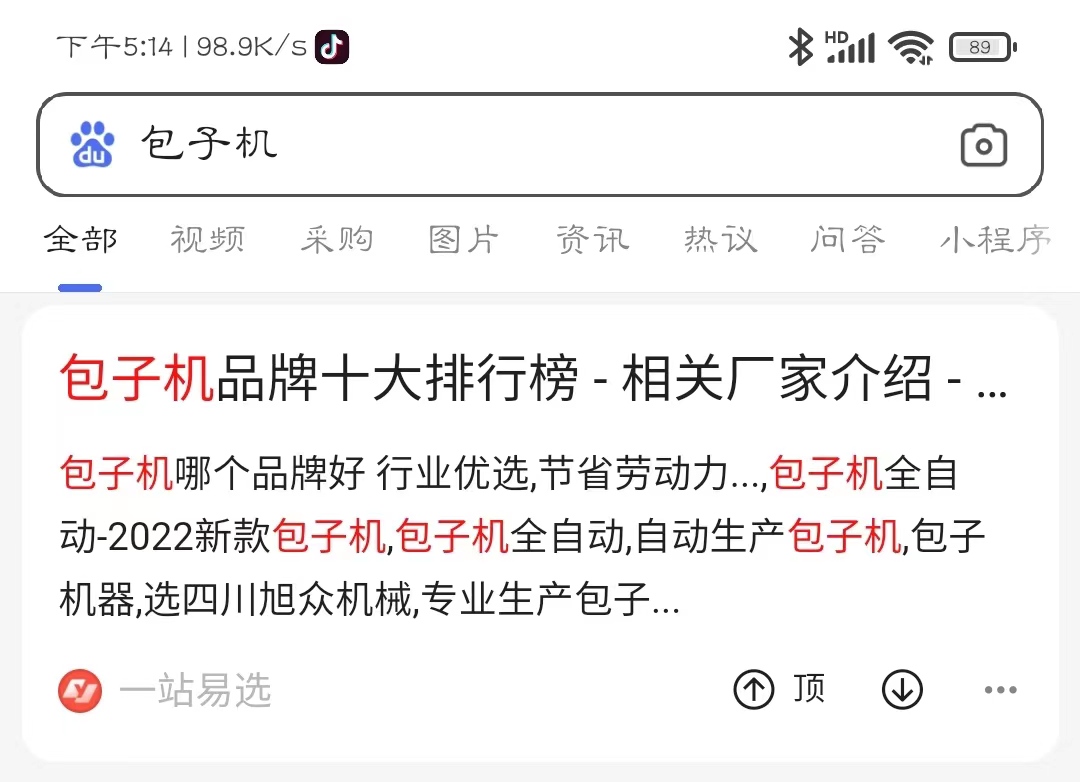 下午5:14 | 98.9K/s
HD
89
du 包子机
全部 视频 采购 图片 资讯 热议 问答 小程序
包子机品牌十大排行榜 - 相关厂家介绍 - ...
包子机哪个品牌好 行业优选,节省劳动力...,包子机全自
动-2022新款包子机,包子机全自动,自动生产包子机,包子
机器,选四川旭众机械,专业生产包子...
一站易选 顶